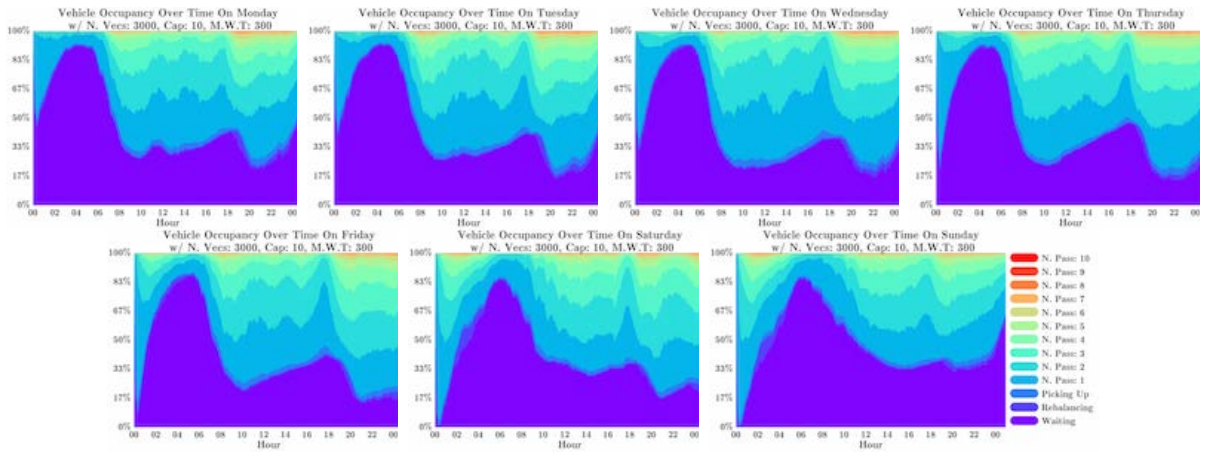 Vehicle Occupancy Over Time On Monday
w/ N. Vecs: 3000, Cap: 10, M.W.T: 300
100%
83%
67%
50%
33%
17%
0%
00 02 04 06 08 10 12 14 16 18 20 22 00
Hour
Vehicle Occupancy Over Time On Tuesday
w/ N. Vecs: 3000, Cap: 10, M.W.T: 300
100%
83%
67%
50%
33%
17%
0%
00 02 04 06 08 10 12 14 16 18 20 22 00
Hour
Vehicle Occupancy Over Time On Wednesday
w/ N. Vecs: 3000, Cap: 10, M.W.T: 300
100%
83%
67%
50%
33%
17%
0%
00 02 04 06 08 10 12 14 16 18 20 22 00
Hour
Vehicle Occupancy Over Time On Thursday
w/ N. Vecs: 3000, Cap: 10, M.W.T: 300
100%
83%
67%
50%
33%
17%
0%
00 02 04 06 08 10 12 14 16 18 20 22 00
Hour
Vehicle Occupancy Over Time On Friday
w/ N. Vecs: 3000, Cap: 10, M.W.T: 300
100%
83%
67%
50%
33%
17%
0%
00 02 04 06 08 10 12 14 16 18 20 22 00
Hour
Vehicle Occupancy Over Time On Saturday
w/ N. Vecs: 3000, Cap: 10, M.W.T: 300
100%
83%
67%
50%
33%
17%
0%
00 02 04 06 08 10 12 14 16 18 20 22 00
Hour
Vehicle Occupancy Over Time On Sunday
w/ N. Vecs: 3000, Cap: 10, M.W.T: 300
100%
83%
67%
50%
33%
17%
0%
00 02 04 06 08 10 12 14 16 18 20 22 00
Hour
N. Pass: 10
N. Pass: 9
N. Pass: 8
N. Pass: 7
N. Pass: 6
N. Pass: 5
N. Pass: 4
N. Pass: 3
N. Pass: 2
N. Pass: 1
Picking Up
Rebalancing
Waiting